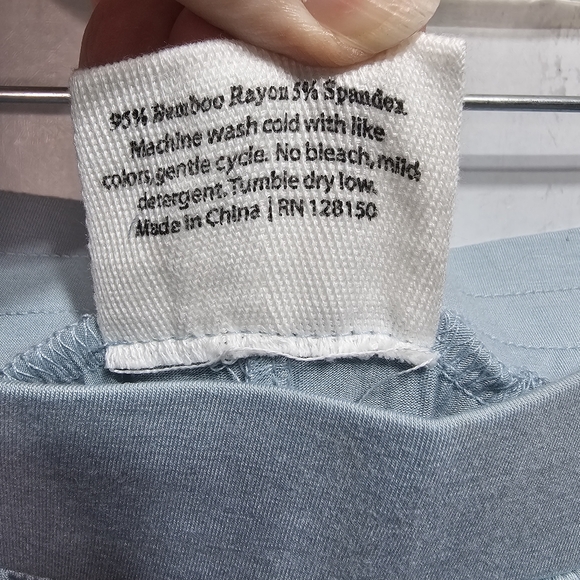 95% Bamboo Rayon 5% Spandex.
Machine wash cold with like
colors, gentle cycle. No bleach, mild
detergent. Tumble dry low.
Made in China | RN 128150